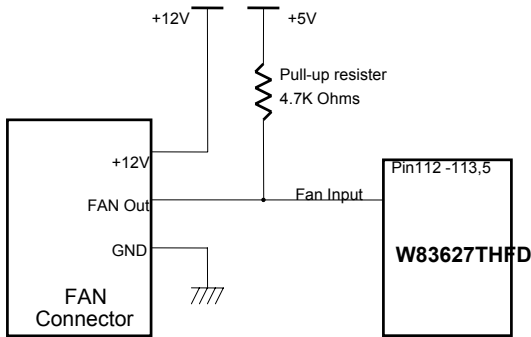 +12V
+5V
Pull-up resister
4.7K Ohms
+12V
Pin112 -113,5
FAN Out
Fan Input
GND
W83627THFD
FAN
Connector